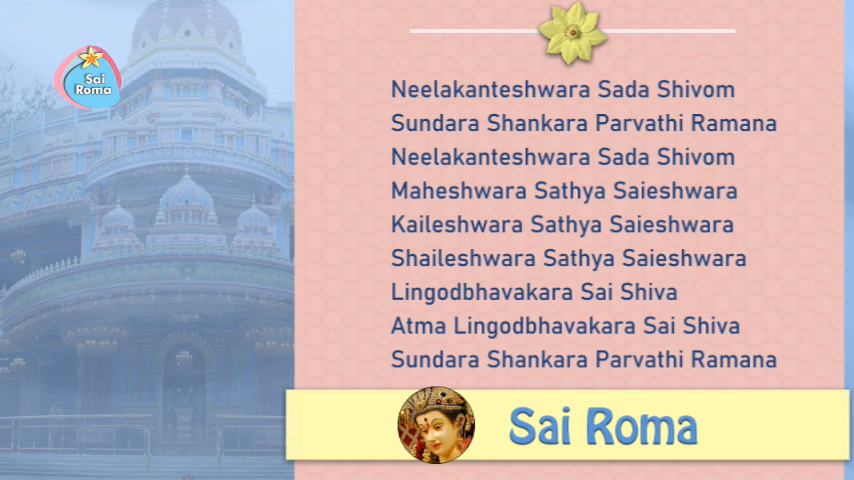 Sai
Roma
Neelakanteshwara Sada Shivom
Sundara Shankara Parvathi Ramana
Neelakanteshwara Sada Shivom
Maheshwara Sathya Saieshwara
Kaileshwara Sathya Saieshwara
Shaileshwara Sathya Saieshwara
Lingodbhavakara Sai Shiva
Atma Lingodbhavakara Sai Shiva
Sundara Shankara Parvathi Ramana
Sai Roma